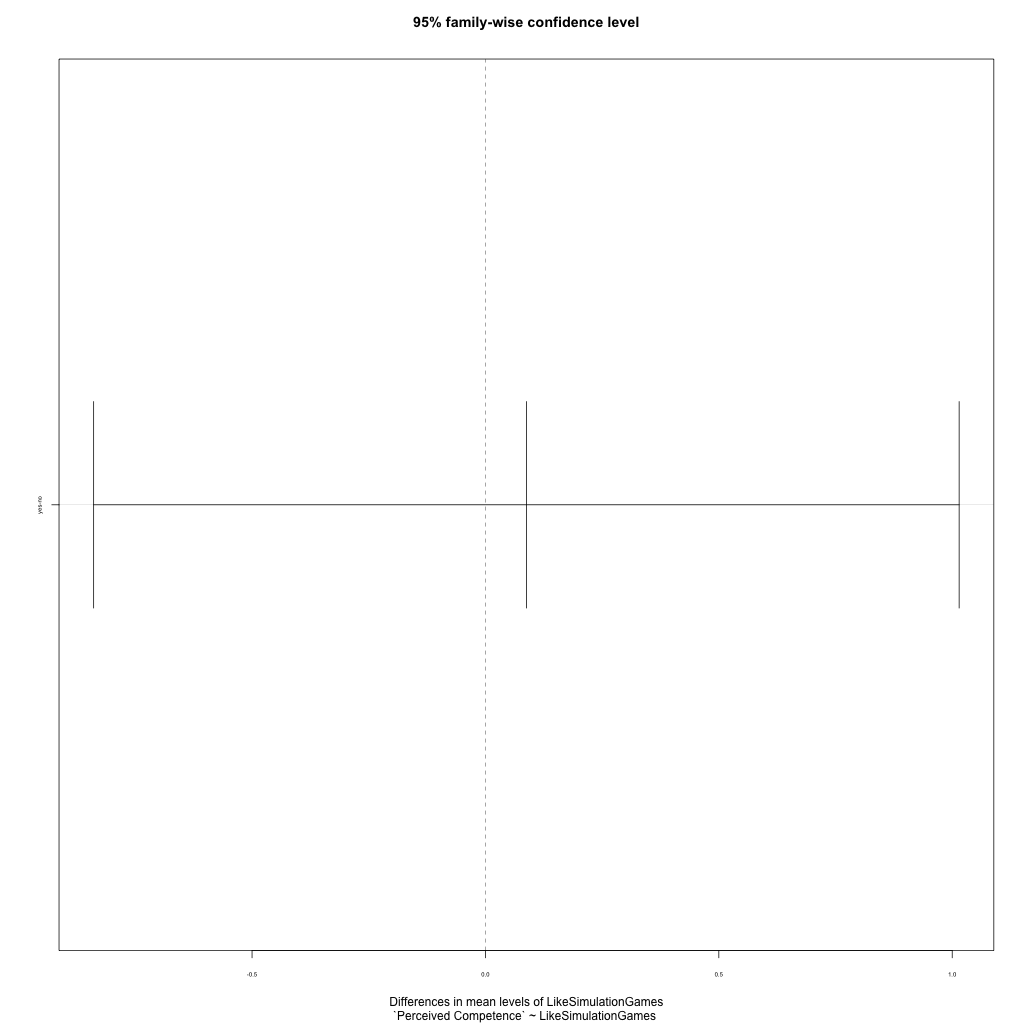 95% family-wise confidence level
yes-no
-0.5 0.0 0.5 1.0
Differences in mean levels of LikeSimulationGames
`Perceived Competence` ~ LikeSimulationGames